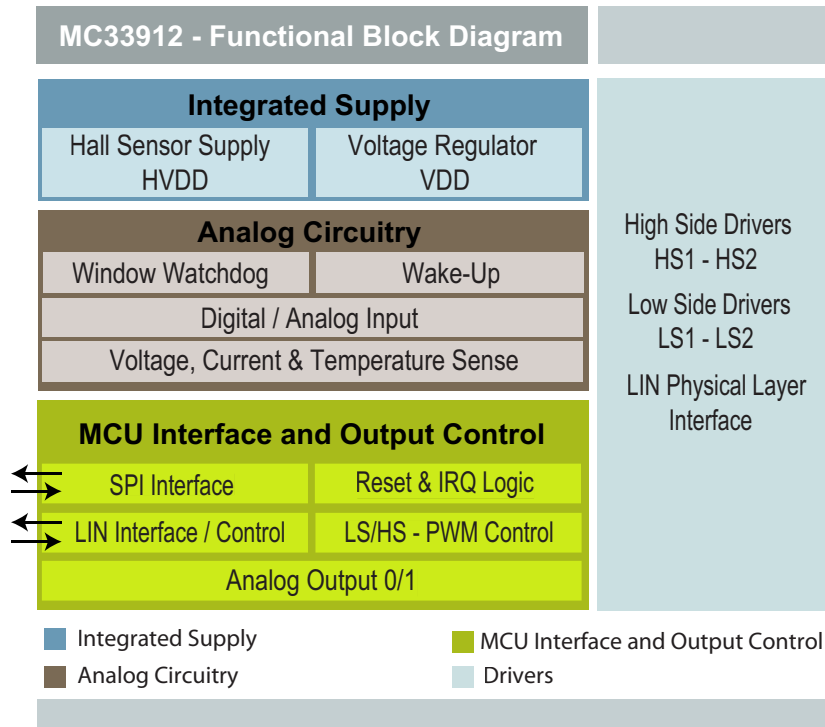 MC33912 - Functional Block Diagram
Integrated Supply
Hall Sensor Supply
HVDD
Voltage Regulator
VDD
Analog Circuitry
Window Watchdog
Wake-Up
Digital / Analog Input
Voltage, Current & Temperature Sense
MCU Interface and Output Control
SPI Interface
Reset & IRQ Logic
LIN Interface / Control
LS/HS - PWM Control
Analog Output 0/1
High Side Drivers
HS1 - HS2
Low Side Drivers
LS1 - LS2
LIN Physical Layer
Interface
Integrated Supply
MCU Interface and Output Control
Analog Circuitry
Drivers